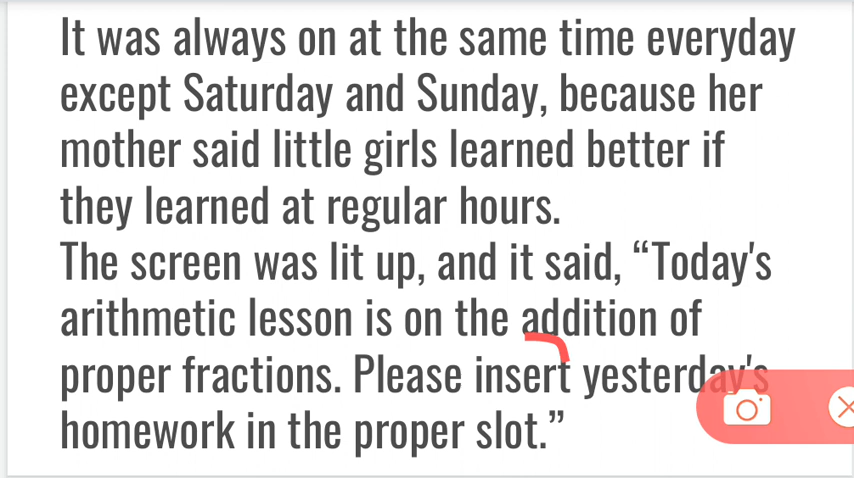 It was always on at the same time everyday
except Saturday and Sunday, because her
mother said little girls learned better if
they learned at regular hours.
The screen was lit up, and it said, “Today's
arithmetic lesson is on the addition of
proper fractions. Please insert yesterday's
homework in the proper slot.”